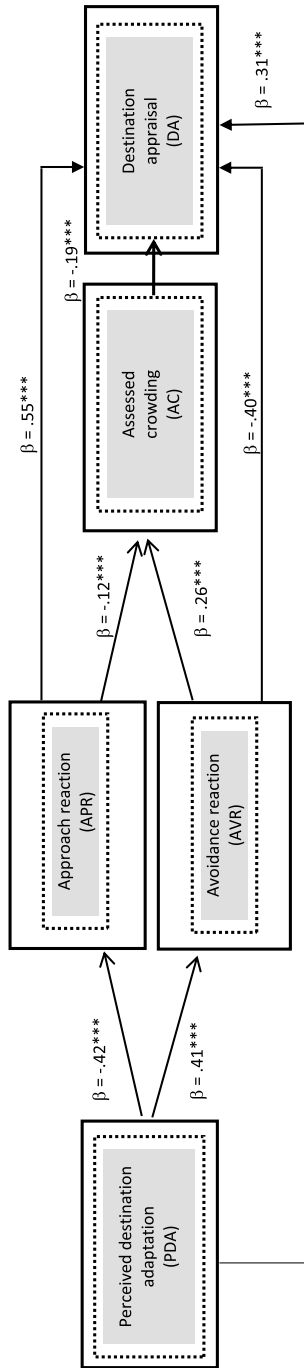 Perceived destination
adaptation
(PDA)
β = -.42***
β = .41***
Approach reaction
(APR)
Avoidance reaction
(AVR)
β = .55***
β = -.12***
β = .26***
β = -.40***
Assessed
crowding
(AC)
β = -.19***
Destination
appraisal
(DA)
β = .31***